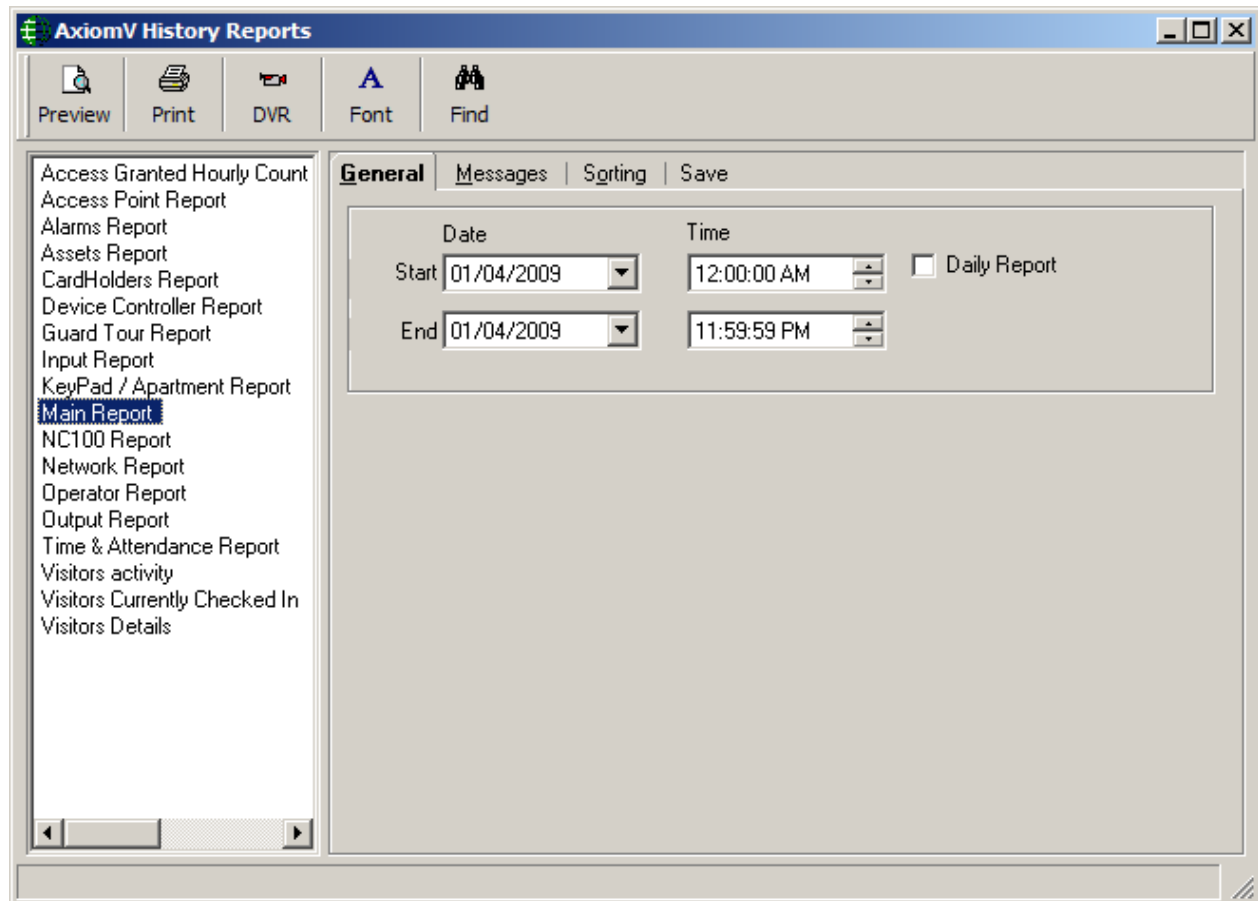 AxiomV History Reports
Preview Print DVR Font Find
Access Granted Hourly Count
Access Point Report
Alarms Report
Assets Report
CardHolders Report
Device Controller Report
Guard Tour Report
Input Report
KeyPad / Apartment Report
Main Report
NC100 Report
Network Report
Operator Report
Output Report
Time & Attendance Report
Visitors activity
Visitors Currently Checked In
Visitors Details
General Messages Sorting Save
Date Time
Start 01/04/2009 12:00:00 AM Daily Report
End 01/04/2009 11:59:59 PM